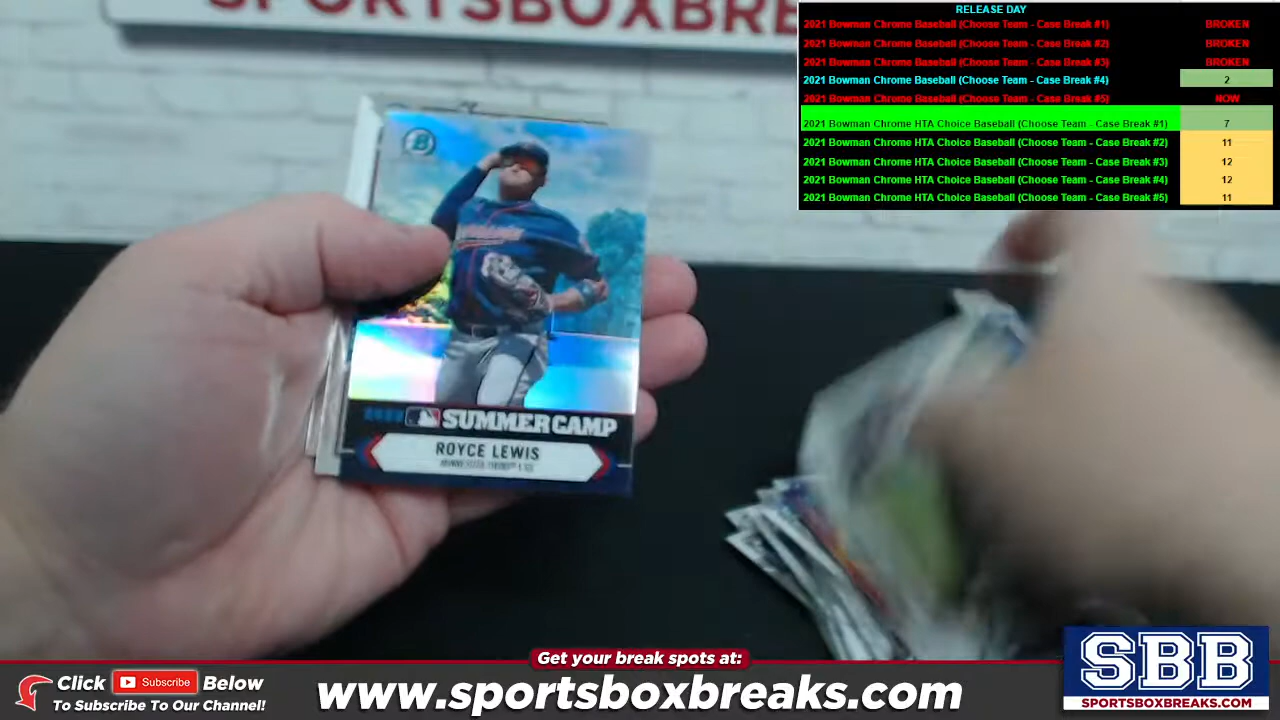 SPORTSBOXBREA
RELEASE DAY
2021 Bowman Chrome Baseball (Choose Team - Case Break #1) BROKEN
2021 Bowman Chrome Baseball (Choose Team - Case Break #2) BROKEN
2021 Bowman Chrome Baseball (Choose Team - Case Break #3) BROKEN
2021 Bowman Chrome Baseball (Choose Team - Case Break #4) 2
2021 Bowman Chrome Baseball (Choose Team - Case Break #5) NOW
2021 Bowman Chrome HTA Choice Baseball (Choose Team - Case Break #1) 7
2021 Bowman Chrome HTA Choice Baseball (Choose Team - Case Break #2) 11
2021 Bowman Chrome HTA Choice Baseball (Choose Team - Case Break #3) 12
2021 Bowman Chrome HTA Choice Baseball (Choose Team - Case Break #4) 12
2021 Bowman Chrome HTA Choice Baseball (Choose Team - Case Break #5) 11
B
SUMMER CAMP
ROYCE LEWIS
Get your break spots at:
Click Subscribe Below
To Subscribe To Our Channel!
www.sportsboxbreaks.com
SBB
SPORTSBOXBREAKS.COM